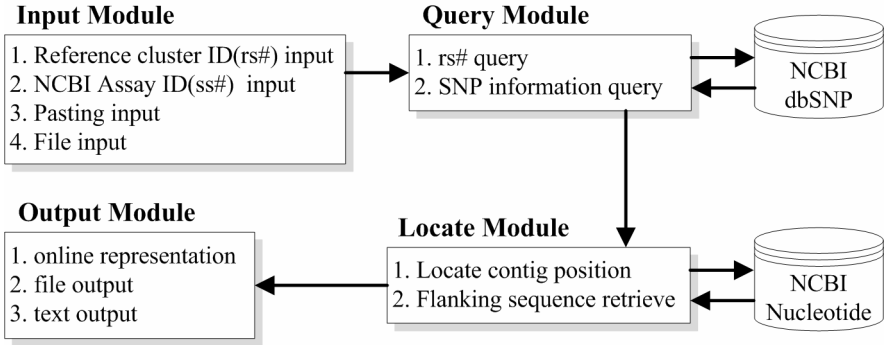 Input Module
1. Reference cluster ID(rs#) input
2. NCBI Assay ID(ss#) input
3. Pasting input
4. File input
Query Module
1. rs# query
2. SNP information query
NCBI
dbSNP
Output Module
1. online representation
2. file output
3. text output
Locate Module
1. Locate contig position
2. Flanking sequence retrieve
NCBI
Nucleotide